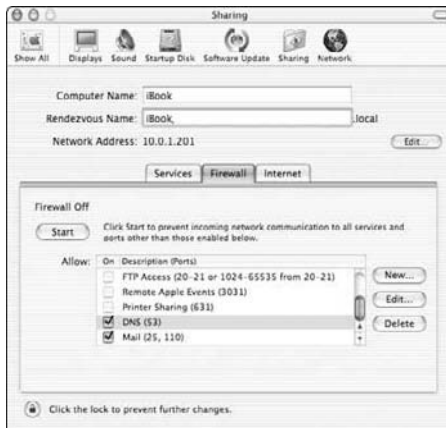 Sharing
Show All Displays Sound Startup Disk Software Update Sharing Network
Computer Name: iBook
Rendezvous Name: iBook, .local
Network Address: 10.0.1.201 Edit...
Services Firewall Internet
Firewall Off
Start Click Start to prevent incoming network communication to all services and
ports other than those enabled below.
Allow: On Description (Ports)
FTP Access (20-21 or 1024-65535 from 20-21) New...
Remote Apple Events (3031)
Printer Sharing (631) Edit...
DNS (53) Delete
Mail (25, 110)
Click the lock to prevent further changes.